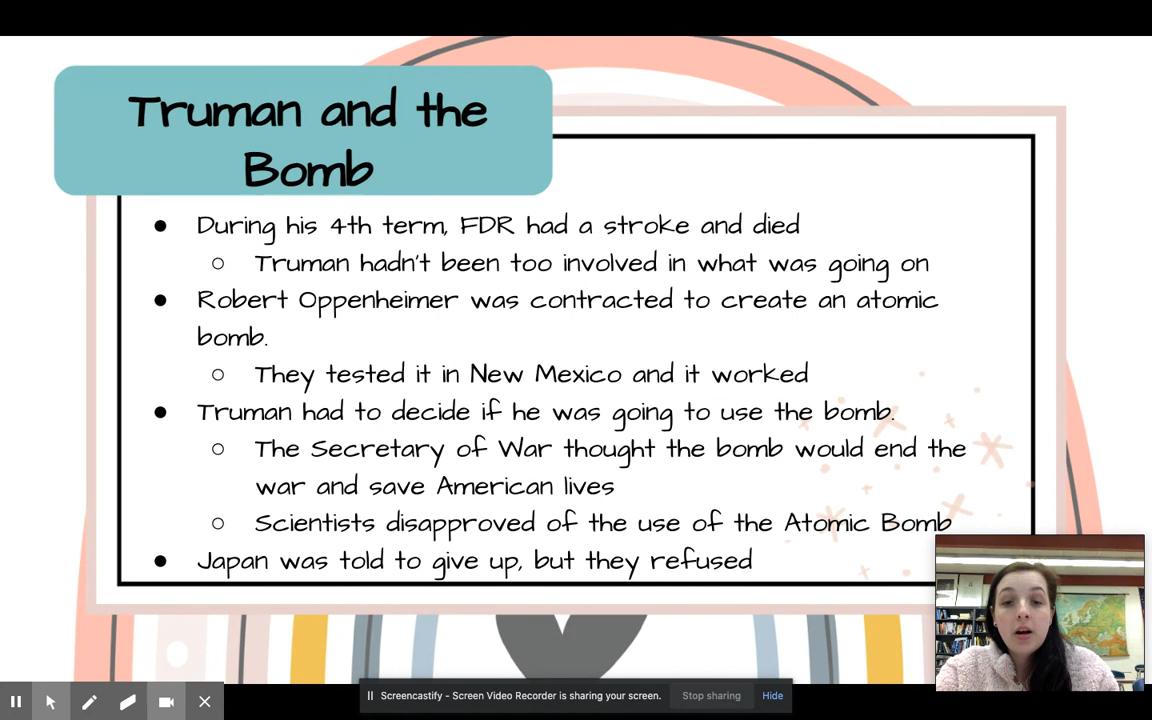 Truman and the
Bomb
● During his 4th term, FDR had a stroke and died
○ Truman hadn't been too involved in what was going on
● Robert Oppenheimer was contracted to create an atomic
bomb.
○ They tested it in New Mexico and it worked
● Truman had to decide if he was going to use the bomb.
○ The Secretary of War thought the bomb would end the
war and save American lives
○ Scientists disapproved of the use of the Atomic Bomb
● Japan was told to give up, but they refused
Screencastify - Screen Video Recorder is sharing your screen.
Stop sharing
Hide